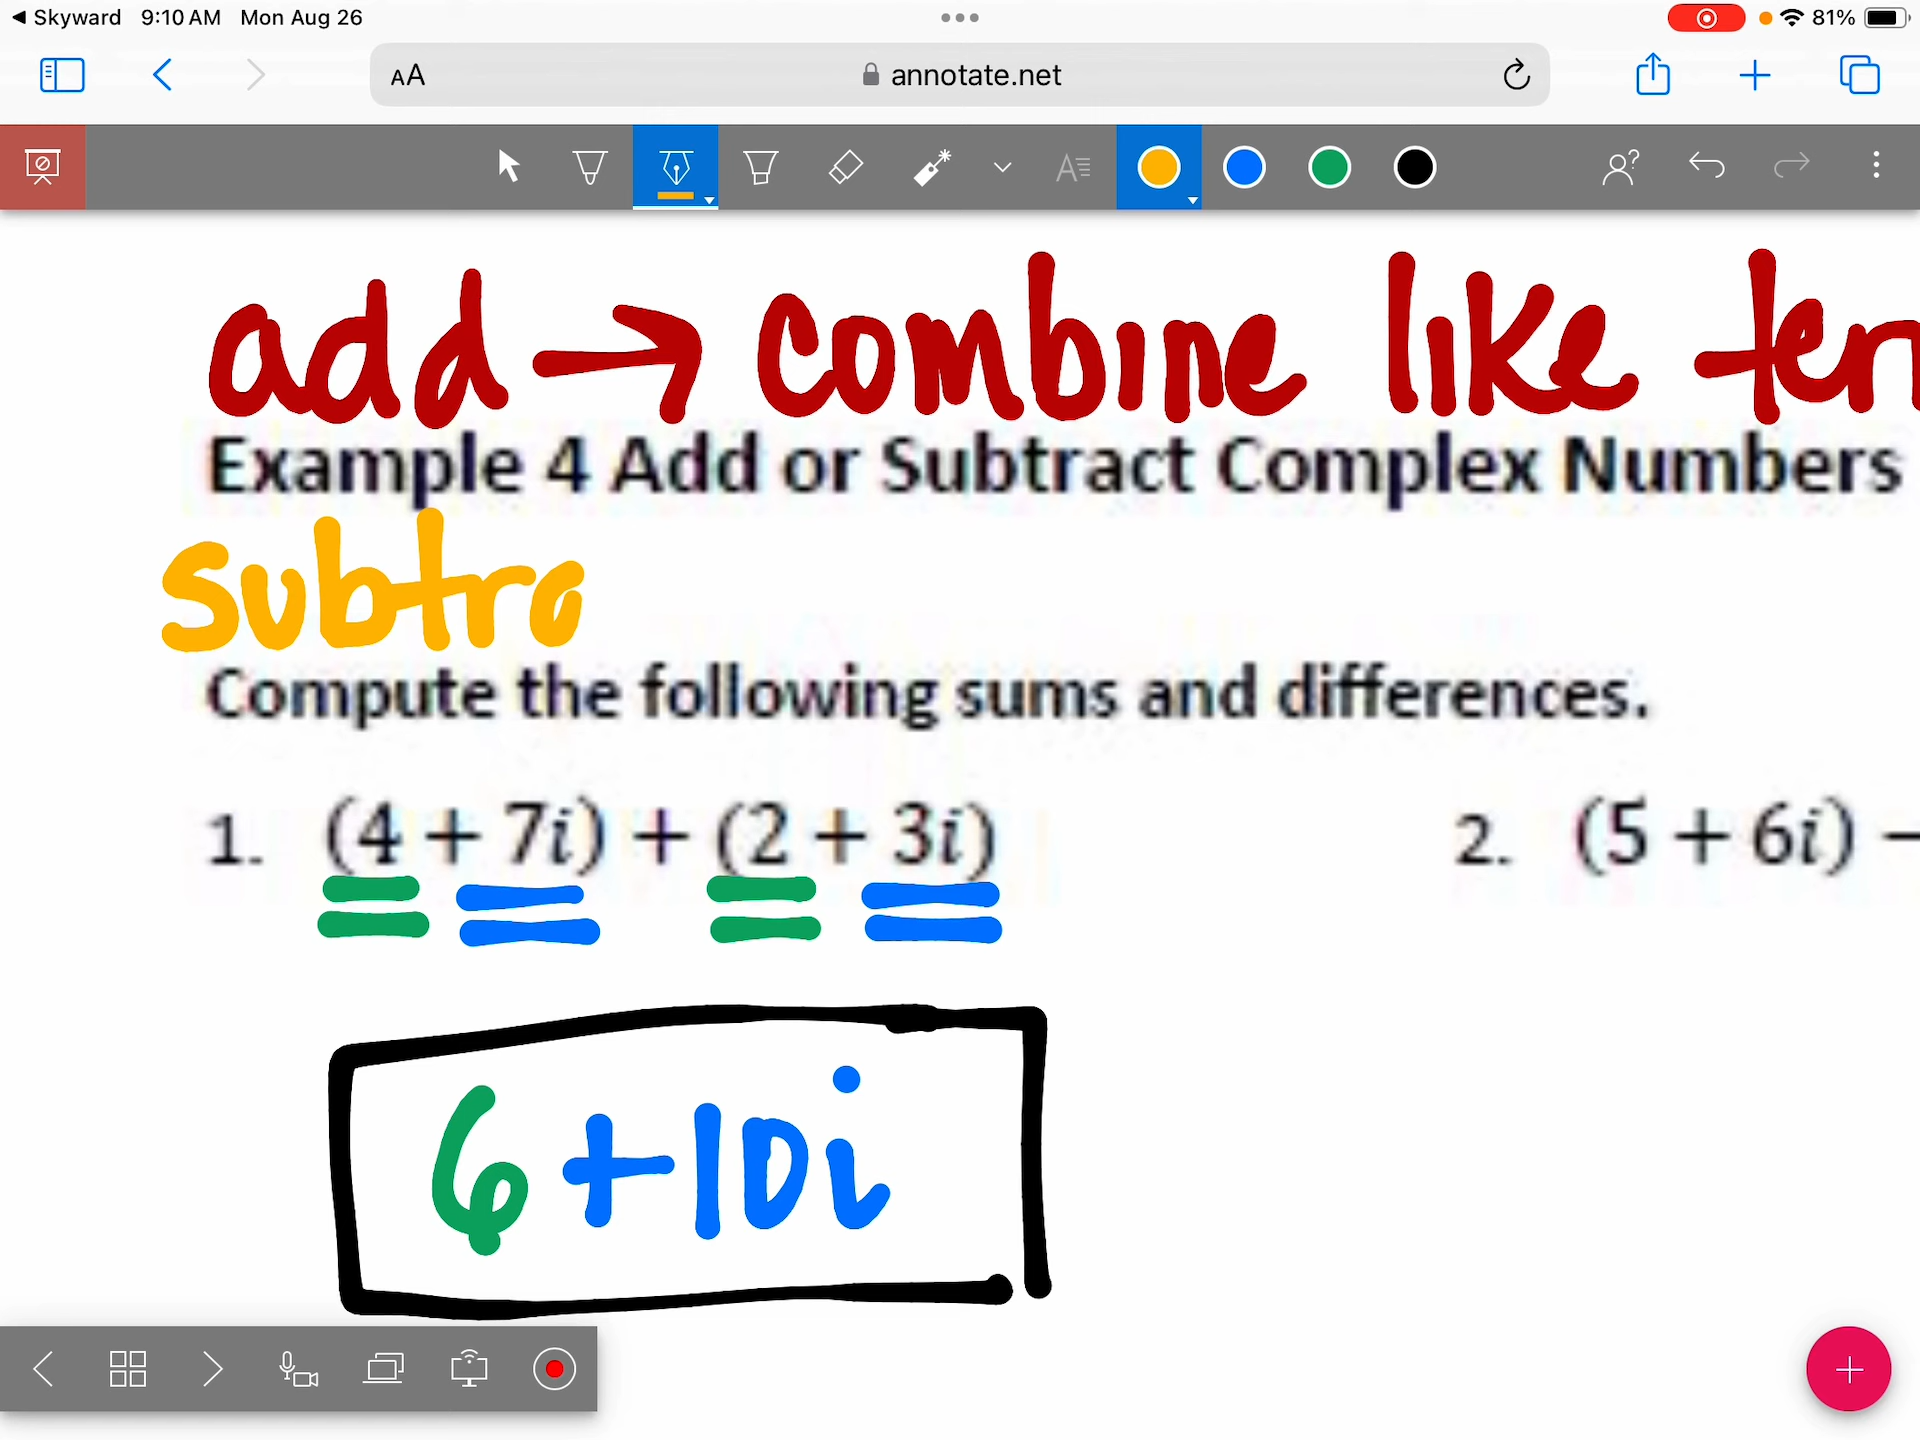 Skyward 9:10 AM Mon Aug 26 81%
AA annotate.net
add → combine like
Example 4 Add or Subtract Complex Numbers
Subtra
Compute the following sums and differences.
1. (4 + 7i) + (2 + 3i) 2. (5 + 6i) −
6 + 10i